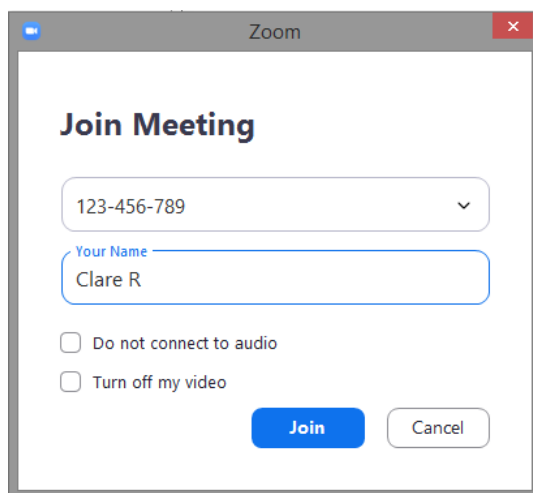 Zoom
Join Meeting
123-456-789
Your Name
Clare R
Do not connect to audio
Turn off my video
Join Cancel